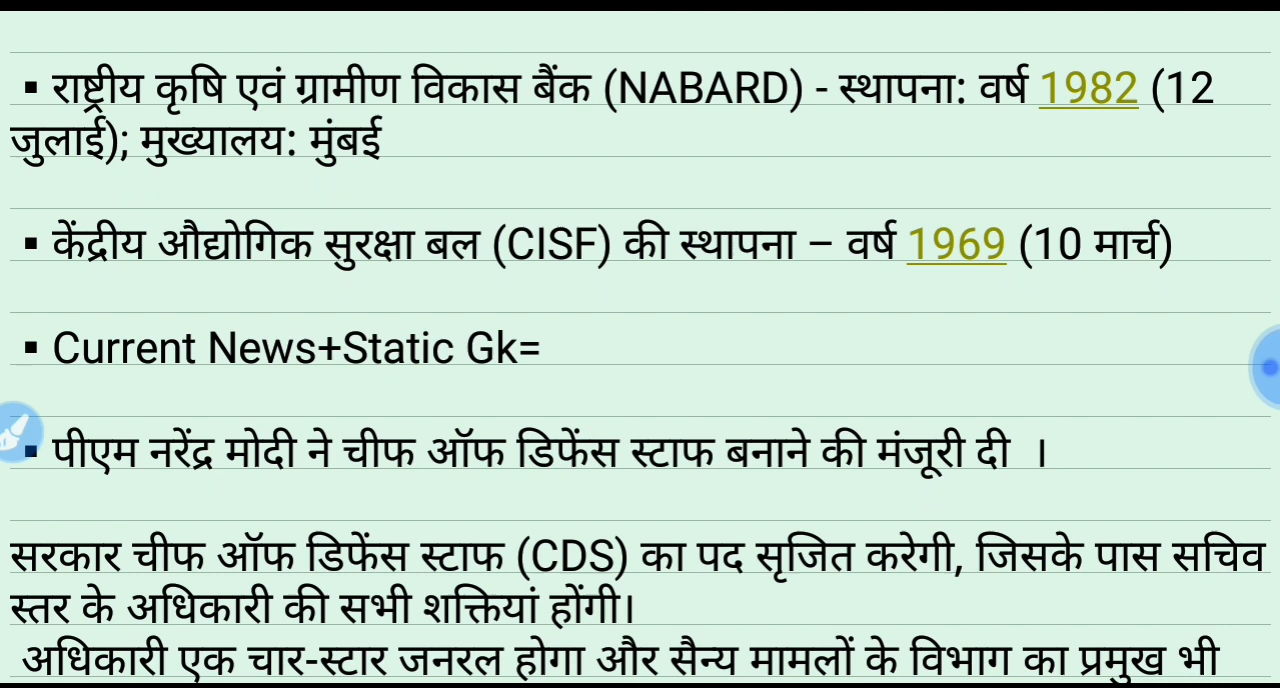 ▪ राष्ट्रीय कृषि एवं ग्रामीण विकास बैंक (NABARD) - स्थापना: वर्ष 1982 (12
जुलाई); मुख्यालय: मुंबई
▪ केंद्रीय औद्योगिक सुरक्षा बल (CISF) की स्थापना – वर्ष 1969 (10 मार्च)
▪ Current News+Static Gk=
▪ पीएम नरेंद्र मोदी ने चीफ ऑफ डिफेंस स्टाफ बनाने की मंजूरी दी ।
सरकार चीफ ऑफ डिफेंस स्टाफ (CDS) का पद सृजित करेगी, जिसके पास सचिव
स्तर के अधिकारी की सभी शक्तियां होंगी।
अधिकारी एक चार-स्टार जनरल होगा और सैन्य मामलों के विभाग का प्रमुख भी